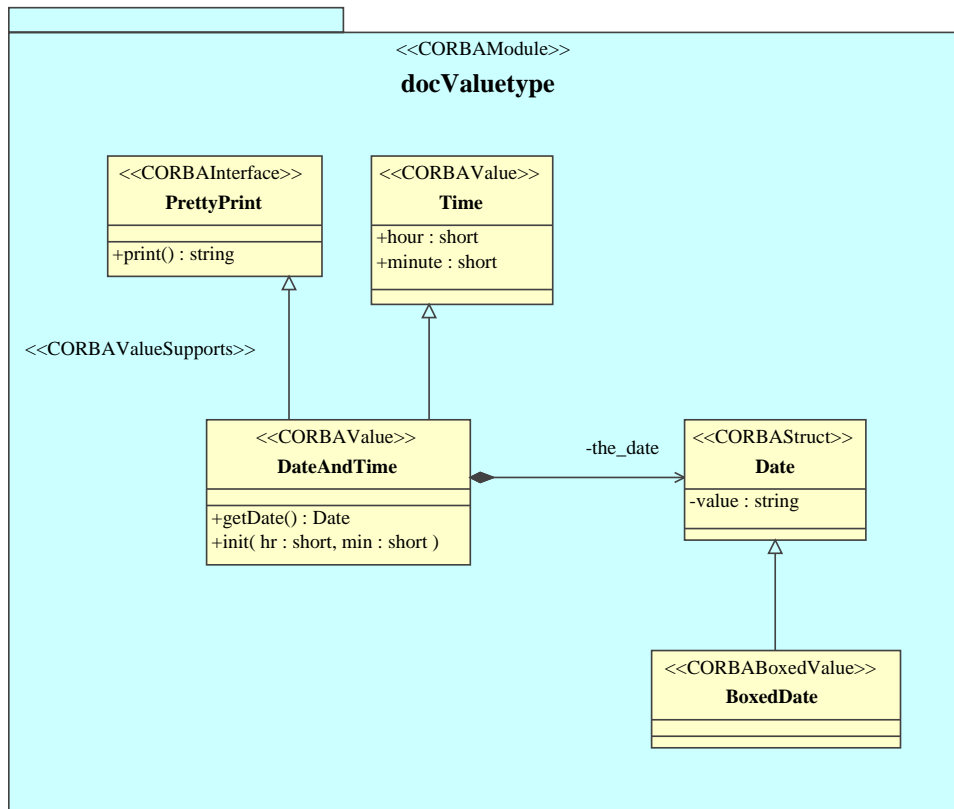 <<CORBAModule>>
docValuetype
<<CORBAInterface>>
PrettyPrint
+print() : string
<<CORBAValue>>
Time
+hour : short
+minute : short
<<CORBAValueSupports>>
<<CORBAValue>>
DateAndTime
+getDate() : Date
+init( hr : short, min : short )
-the_date
<<CORBAStruct>>
Date
-value : string
<<CORBABoxedValue>>
BoxedDate